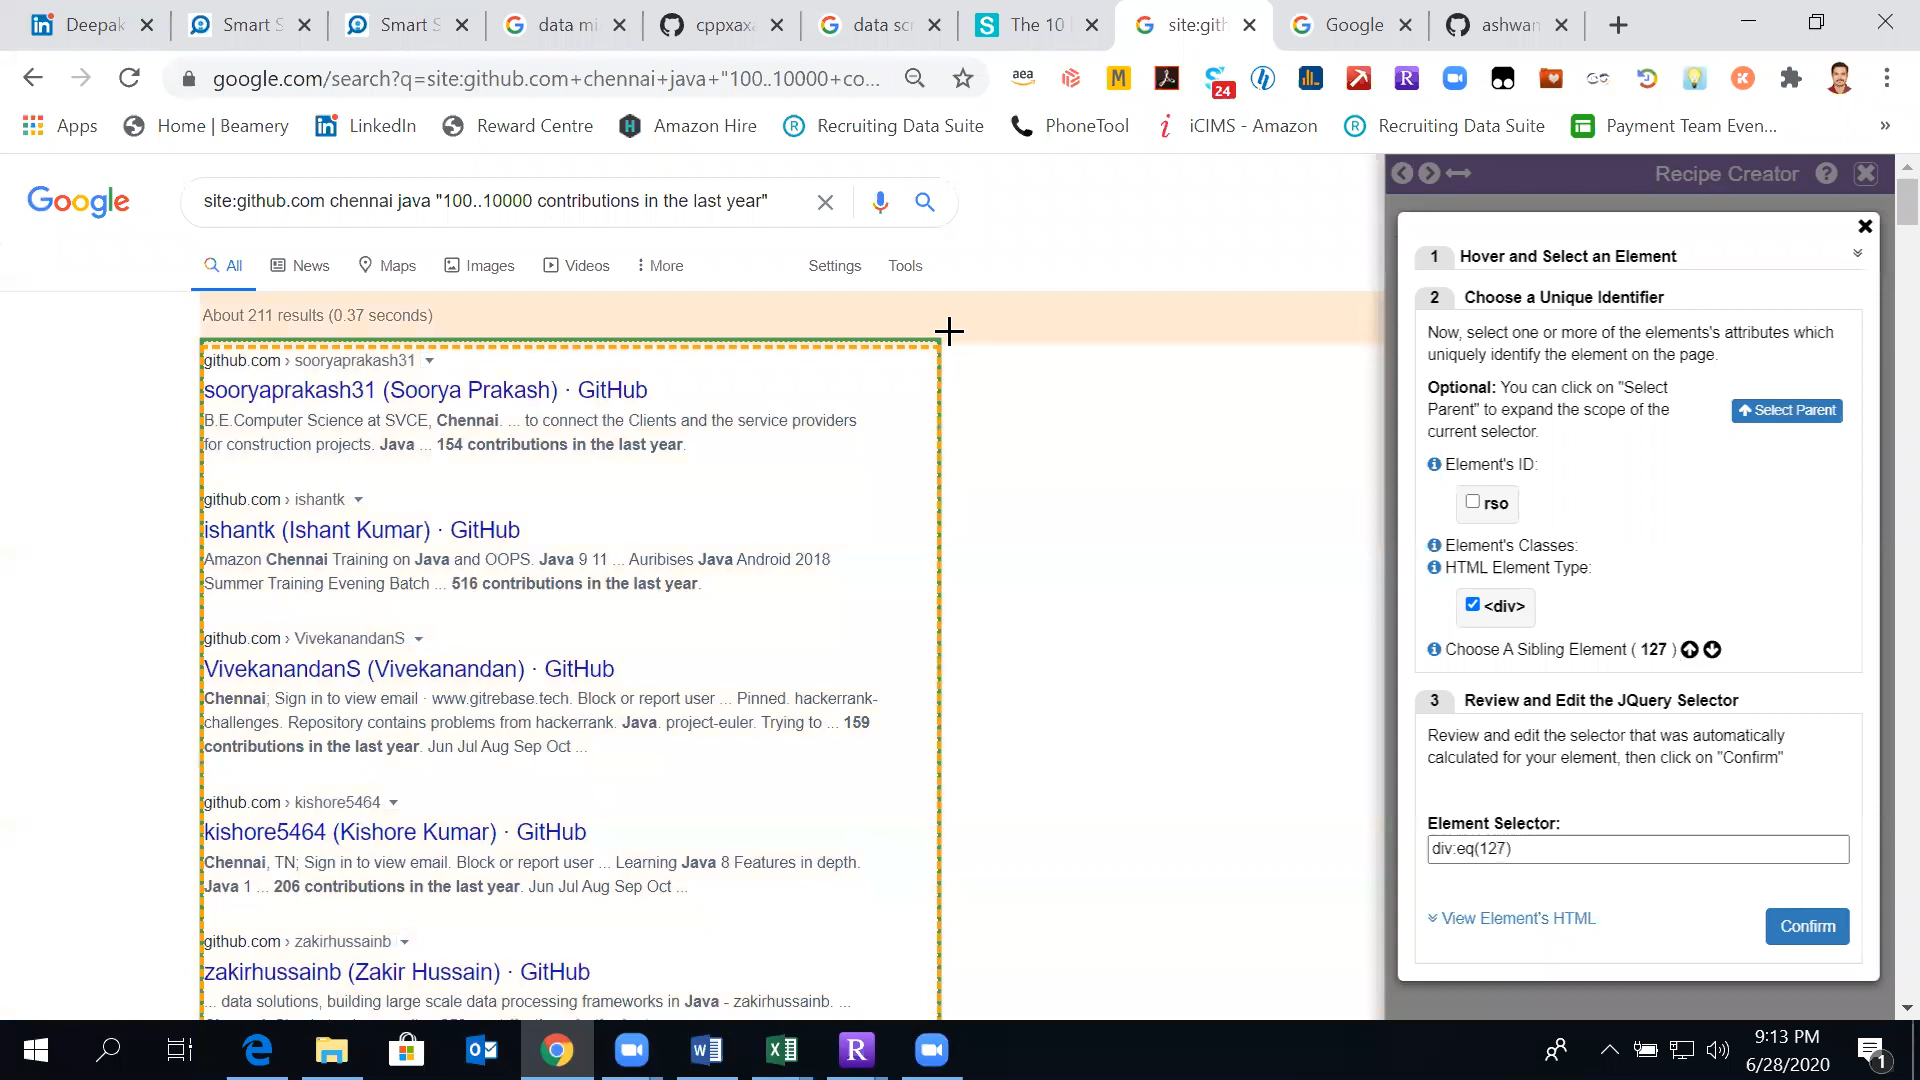 Deepak
Smart S
Smart S
data mi
cppxax
data scr
The 10
site:gith
Google
ashwan
google.com/search?q=site:github.com+chennai+java+"100..10000+co...
aea
24
M
R
K
Apps
Home | Beamery
LinkedIn
Reward Centre
Amazon Hire
Recruiting Data Suite
PhoneTool
iCIMS - Amazon
Recruiting Data Suite
Payment Team Even...
Google
site:github.com chennai java "100..10000 contributions in the last year"
All
News
Maps
Images
Videos
More
Settings
Tools
About 211 results (0.37 seconds)
github.com › sooryaprakash31
sooryaprakash31 (Soorya Prakash) · GitHub
B.E.Computer Science at SVCE, Chennai. ... to connect the Clients and the service providers
for construction projects. Java ... 154 contributions in the last year.
github.com › ishantk
ishantk (Ishant Kumar) · GitHub
Amazon Chennai Training on Java and OOPS. Java 9 11 ... Auribises Java Android 2018
Summer Training Evening Batch ... 516 contributions in the last year.
github.com › VivekanandanS
VivekanandanS (Vivekanandan) · GitHub
Chennai; Sign in to view email · www.gitrebase.tech. Block or report user ... Pinned. hackerrank-
challenges. Repository contains problems from hackerrank. Java. project-euler. Trying to ... 159
contributions in the last year. Jun Jul Aug Sep Oct ...
github.com › kishore5464
kishore5464 (Kishore Kumar) · GitHub
Chennai, TN; Sign in to view email. Block or report user ... Learning Java 8 Features in depth.
Java 1 ... 206 contributions in the last year. Jun Jul Aug Sep Oct ...
github.com › zakirhussainb
zakirhussainb (Zakir Hussain) · GitHub
... data solutions, building large scale data processing frameworks in Java - zakirhussainb. ...
Recipe Creator
1 Hover and Select an Element
2 Choose a Unique Identifier
Now, select one or more of the elements's attributes which
uniquely identify the element on the page.
Optional: You can click on "Select
Parent" to expand the scope of the
current selector.
Select Parent
Element's ID:
rso
Element's Classes:
HTML Element Type:
<div>
Choose A Sibling Element ( 127 )
3 Review and Edit the JQuery Selector
Review and edit the selector that was automatically
calculated for your element, then click on "Confirm"
Element Selector:
div:eq(127)
View Element's HTML
Confirm
9:13 PM
6/28/2020
1